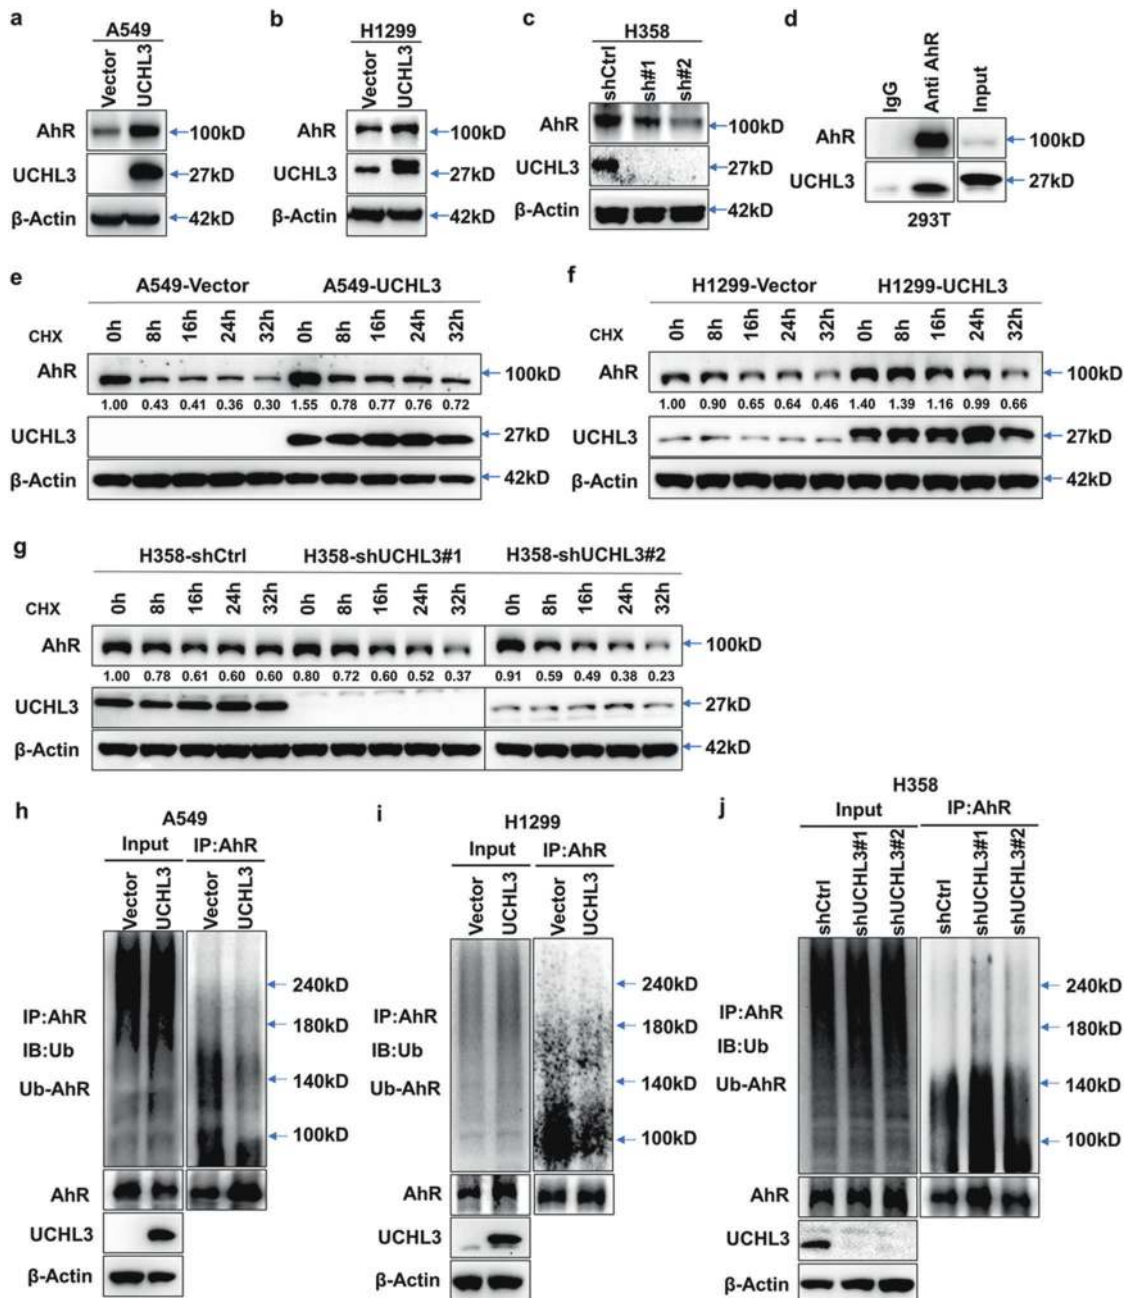 a
A549
Vector
UCHL3
AhR
100kD
UCHL3
27kD
β-Actin
42kD
b
H1299
Vector
UCHL3
AhR
100kD
UCHL3
27kD
β-Actin
42kD
c
H358
shCtrl
sh#1
sh#2
AhR
100kD
UCHL3
27kD
β-Actin
42kD
d
IgG
Anti AhR
Input
AhR
100kD
UCHL3
27kD
293T
e
A549-Vector A549-UCHL3
CHX 0h 8h 16h 24h 32h 0h 8h 16h 24h 32h
AhR
100kD
1.00 0.43 0.41 0.36 0.30 1.55 0.78 0.77 0.76 0.72
UCHL3
27kD
β-Actin
42kD
f
H1299-Vector H1299-UCHL3
CHX 0h 8h 16h 24h 32h 0h 8h 16h 24h 32h
AhR
100kD
1.00 0.90 0.65 0.64 0.46 1.40 1.39 1.16 0.99 0.66
UCHL3
27kD
β-Actin
42kD
g
H358-shCtrl H358-shUCHL3#1 H358-shUCHL3#2
CHX 0h 8h 16h 24h 32h 0h 8h 16h 24h 32h 0h 8h 16h 24h 32h
AhR
100kD
1.00 0.78 0.61 0.60 0.60 0.80 0.72 0.60 0.52 0.37 0.91 0.59 0.49 0.38 0.23
UCHL3
27kD
β-Actin
42kD
h
A549
Input IP:AhR
Vector UCHL3 Vector UCHL3
240kD
IP:AhR
180kD
IB:Ub
Ub-AhR
140kD
100kD
AhR
UCHL3
β-Actin
i
H1299
Input IP:AhR
Vector UCHL3 Vector UCHL3
240kD
IP:AhR
180kD
IB:Ub
Ub-AhR
140kD
100kD
AhR
UCHL3
β-Actin
j
H358
Input IP:AhR
shCtrl shUCHL3#1 shUCHL3#2 shCtrl shUCHL3#1 shUCHL3#2
240kD
IP:AhR
180kD
IB:Ub
Ub-AhR
140kD
100kD
AhR
UCHL3
β-Actin